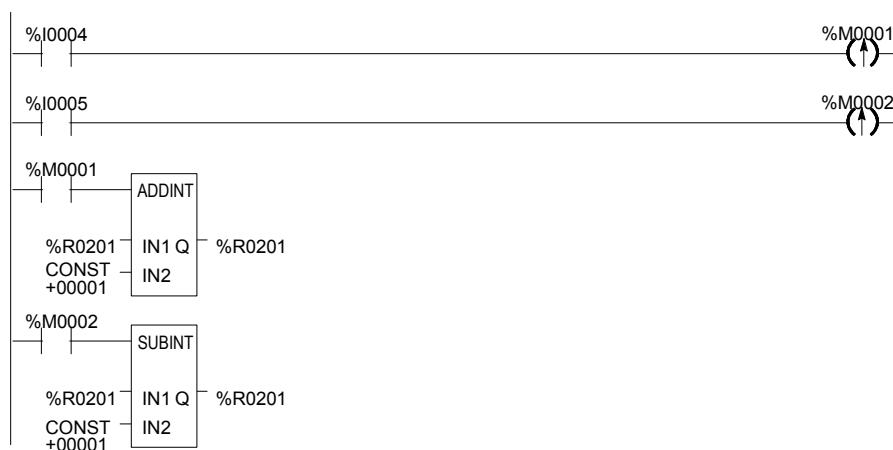 %I0004 %M0001
%I0005 %M0002
%M0001
ADDINT
%R0201 IN1 Q %R0201
CONST IN2
+00001
%M0002
SUBINT
%R0201 IN1 Q %R0201
CONST IN2
+00001